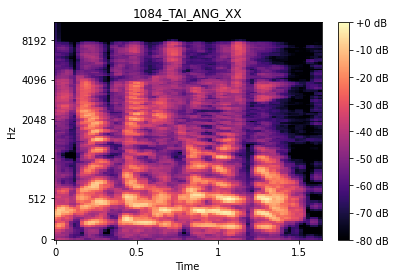 1084_TAI_ANG_XX
8192
4096
2048
1024
512
0
Hz
0
0.5
1
1.5
Time
+0 dB
-10 dB
-20 dB
-30 dB
-40 dB
-50 dB
-60 dB
-70 dB
-80 dB